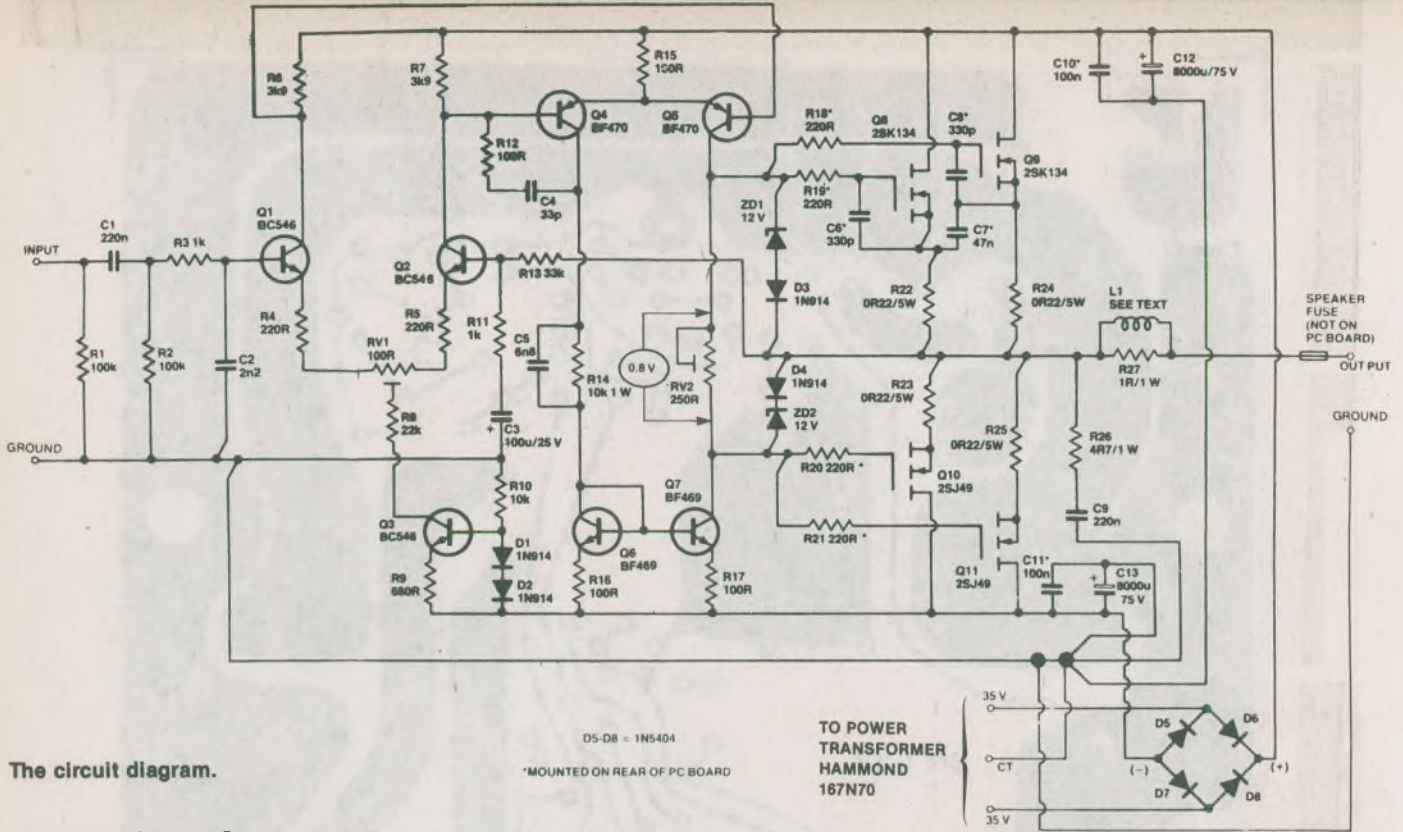 R6
3k9
R7
3k9
R15
100R
C10*
100n
+
C12
8000u/75 V
Q4
BF470
Q5
BF470
R18*
220R
Q8
2SK134
C8*
330p
R12
100R
Q9
2SK134
C4
33p
R19*
220R
ZD1
12 V
Q1
BC546
C1
220n
INPUT
R3 1k
C6*
330p
C7*
47n
Q2
BC546
R13 33k
D3
1N914
R22
0R22/5W
R24
0R22/5W
L1
SEE TEXT
SPEAKER
FUSE
(NOT ON
PC BOARD)
OUTPUT
R4
220R
R5
220R
R11
1k
C5
6n8
RV1
100R
R1
100k
R2
100k
C2
2n2
R14
10k 1 W
0.8 V
RV2
250R
D4
1N914
R23
0R22/5W
R27
1R/1 W
R8
22k
+
C3
100u/25 V
ZD2
12 V
R25
0R22/5W
R26
4R7/1 W
GROUND
GROUND
R20 220R *
Q10
2SJ49
R10
10k
Q7
BF469
Q3
BC546
D1
1N914
R21 220R *
C9
220n
Q6
BF469
Q11
2SJ49
C11*
100n
+
C13
8000u
75 V
R9
680R
D2
1N914
R16
100R
R17
100R
35 V
D5-D8 = 1N5404
TO POWER
TRANSFORMER
HAMMOND
167N70
D5
D6
The circuit diagram.
*MOUNTED ON REAR OF PC BOARD
CT
(-)
(+)
D7
D8
35 V